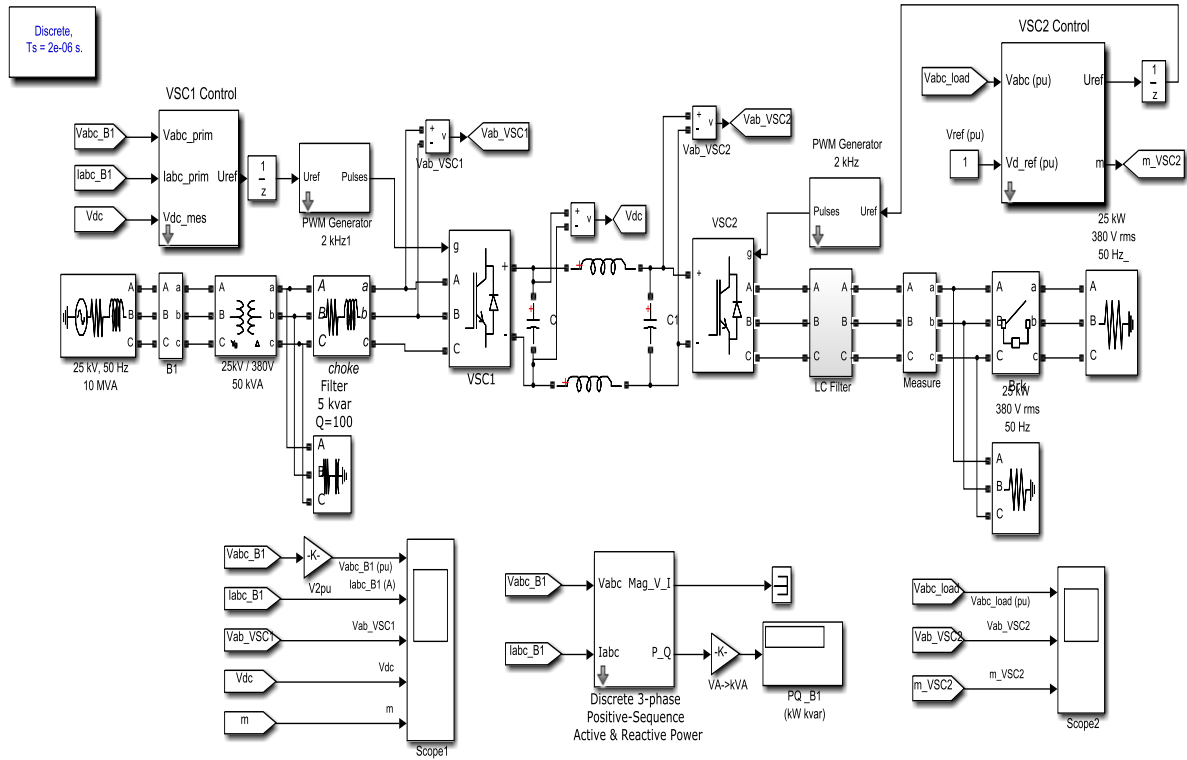 Discrete,
Ts = 2e-06 s.
VSC1 Control
Vabc_B1
Iabc_B1
Vdc
Vabc_prim
Iabc_prim
Vdc_mes
Uref
1
z
Uref
Pulses
PWM Generator
2 kHz1
+
-
v
Vab_VSC1
Vab_VSC1
+
-
v
Vdc
+
-
v
Vab_VSC2
Vab_VSC2
PWM Generator
2 kHz
Pulses
Uref
VSC2 Control
Vabc_load
Vabc (pu)
Uref
1
z
Vref (pu)
1
Vd_ref (pu)
m
m_VSC2
25 kW
380 V rms
50 Hz_
A
B
C
25 kV, 50 Hz
10 MVA
A a
B b
C c
B1
A a
B b
C c
25kV / 380V
50 kVA
A a
B b
C c
choke
Filter
5 kvar
Q=100
A
B
C
g
A
B
C
+
-
VSC1
C
C1
VSC2
g
+
-
A
B
C
A A
B B
C C
LC Filter
A a
B b
C c
Measure
A a
B b
C c
Brk
25 kW
380 V rms
50 Hz
A
B
C
A
B
C
Vabc_B1
-K-
V2pu
Vabc_B1 (pu)
Iabc_B1
Iabc_B1 (A)
Vab_VSC1
Vab_VSC1
Vdc
Vdc
m
m
Scope1
Vabc_B1
Iabc_B1
Vabc
Mag_V_I
Iabc
P_Q
Discrete 3-phase
Positive-Sequence
Active & Reactive Power
-K-
VA->kVA
PQ_B1
(kW kvar)
Vabc_load
Vabc_load (pu)
Vab_VSC2
Vab_VSC2
m_VSC2
m_VSC2
Scope2